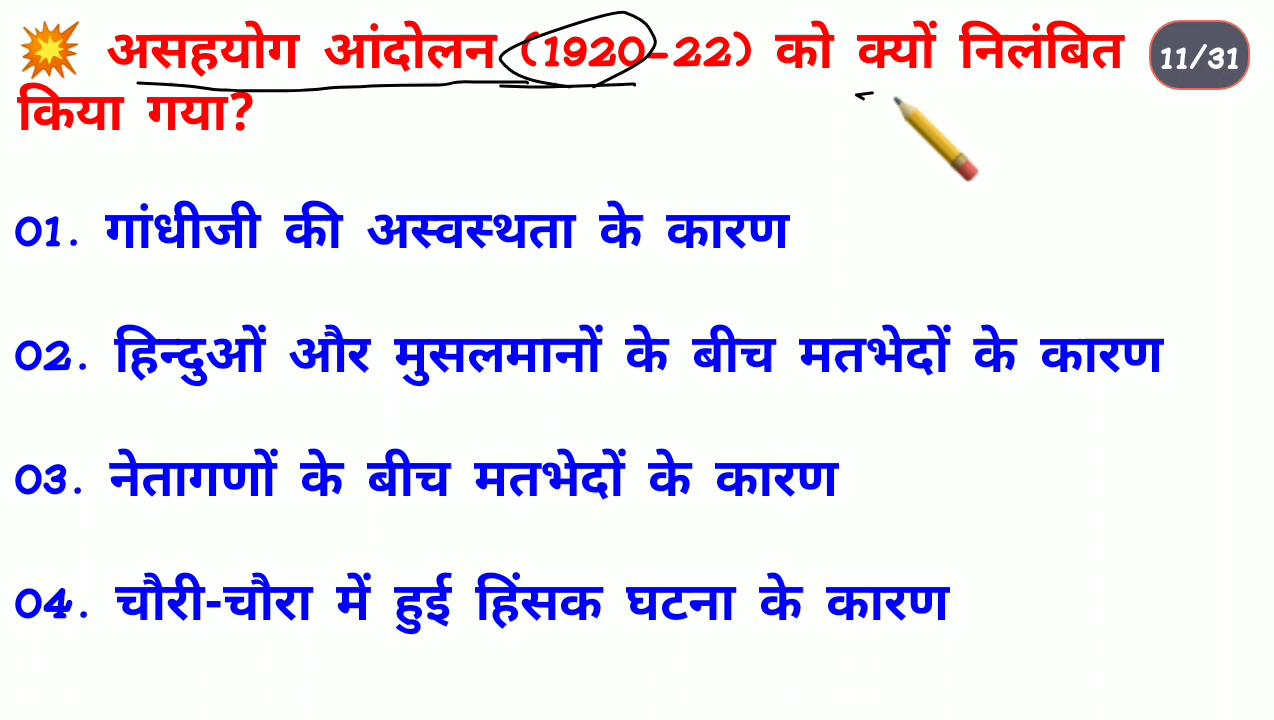 असहयोग आंदोलन (1920-22) को क्यों निलंबित
11/31
किया गया?
01. गांधीजी की अस्वस्थता के कारण
02. हिन्दुओं और मुसलमानों के बीच मतभेदों के कारण
03. नेतागणों के बीच मतभेदों के कारण
04. चौरी-चौरा में हुई हिंसक घटना के कारण